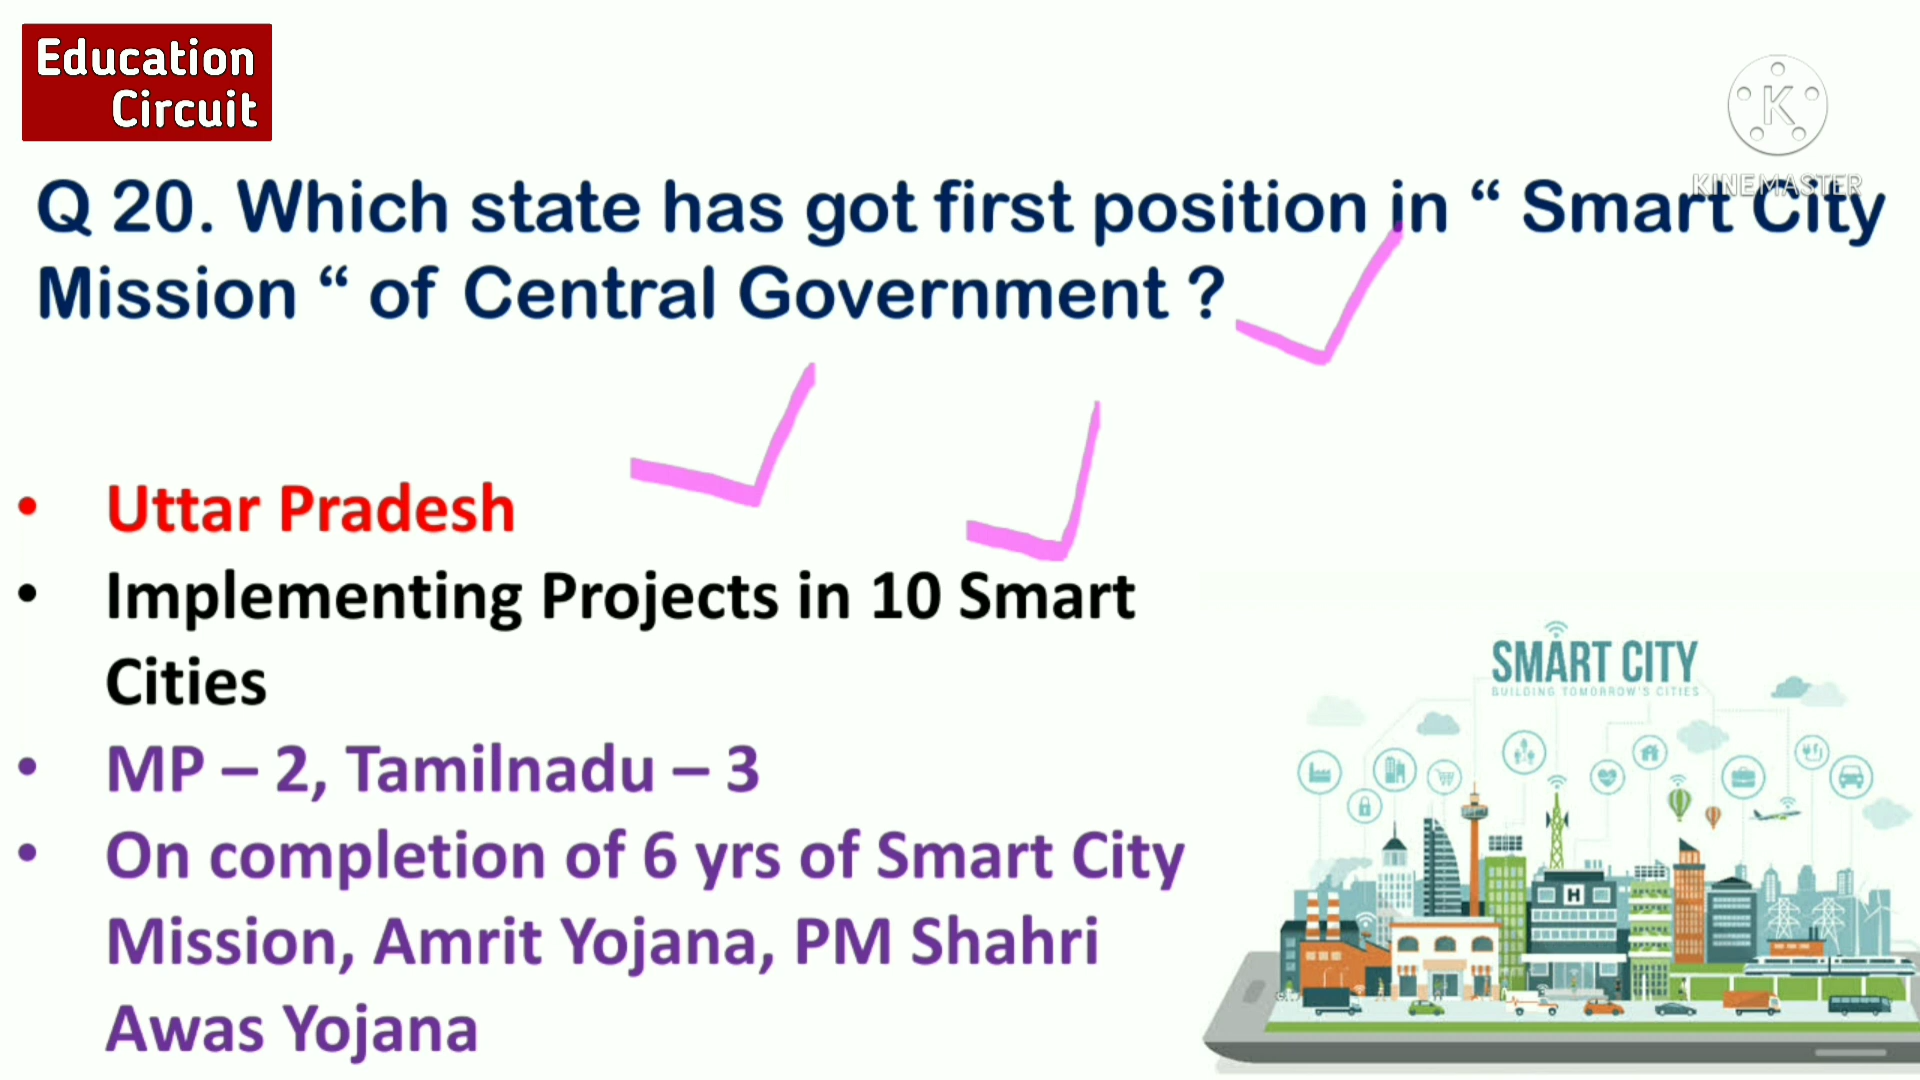 Education
Circuit
KINEMASTER
Q 20. Which state has got first position in “ Smart City
Mission “ of Central Government ?
• Uttar Pradesh
• Implementing Projects in 10 Smart
Cities
• MP – 2, Tamilnadu – 3
• On completion of 6 yrs of Smart City
Mission, Amrit Yojana, PM Shahri
Awas Yojana
SMART CITY
BUILDING TOMORROW'S CITIES
H